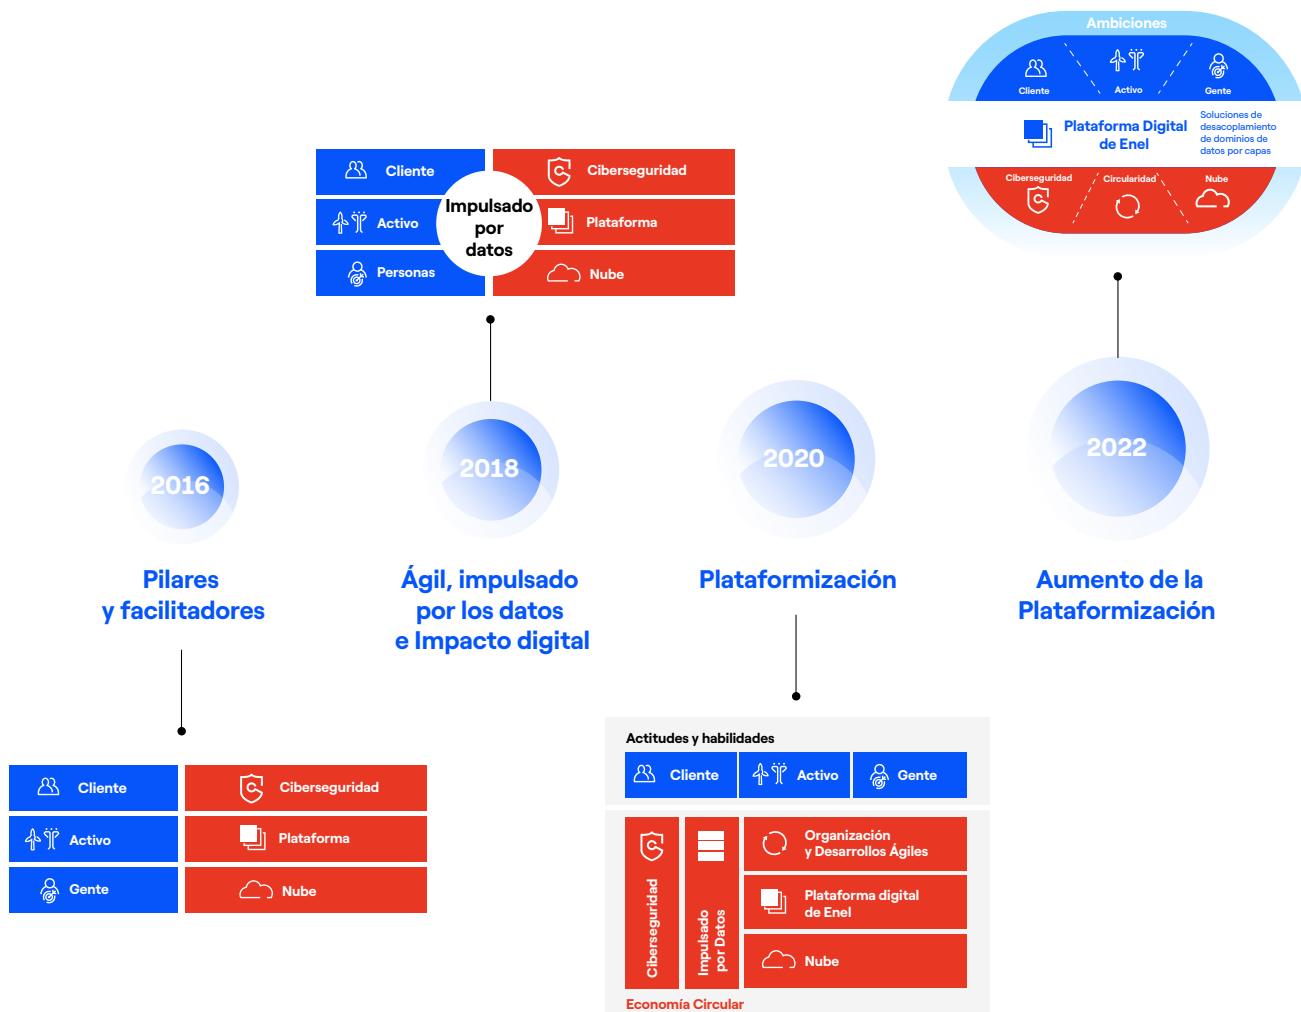 Ambiciones
Cliente
Activo
Gente
Plataforma Digital
de Enel
Soluciones de
desacoplamiento
de dominios de
datos por capas
Ciberseguridad
Circularidad
Nube
Cliente
Activo
Personas
Impulsado
por
datos
Ciberseguridad
Plataforma
Nube
2016
2018
2020
2022
Pilares
y facilitadores
Ágil, impulsado
por los datos
e Impacto digital
Plataformización
Aumento de la
Plataformización
Cliente
Activo
Gente
Ciberseguridad
Plataforma
Nube
Actitudes y habilidades
Cliente
Activo
Gente
Ciberseguridad
Impulsado
por Datos
Organización
y Desarrollos Ágiles
Plataforma digital
de Enel
Nube
Economía Circular